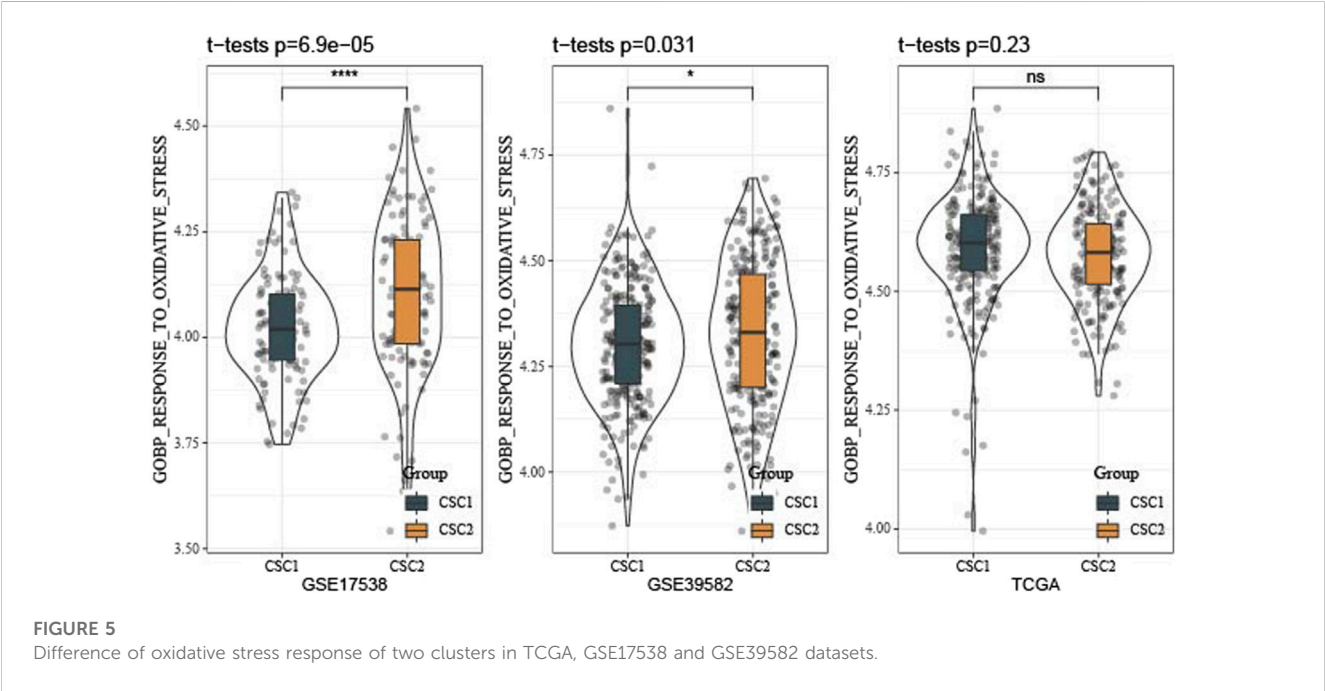 t-tests p=6.9e-05
****
GOBP_RESPONSE_TO_OXIDATIVE_STRESS
4.50
4.25
4.00
3.75
3.50
Group
CSC1
CSC2
CSC1 CSC2
GSE17538
t-tests p=0.031
*
GOBP_RESPONSE_TO_OXIDATIVE_STRESS
4.75
4.50
4.25
4.00
Group
CSC1
CSC2
CSC1 CSC2
GSE39582
t-tests p=0.23
ns
GOBP_RESPONSE_TO_OXIDATIVE_STRESS
4.75
4.50
4.25
4.00
Group
CSC1
CSC2
CSC1 CSC2
TCGA
FIGURE 5
Difference of oxidative stress response of two clusters in TCGA, GSE17538 and GSE39582 datasets.